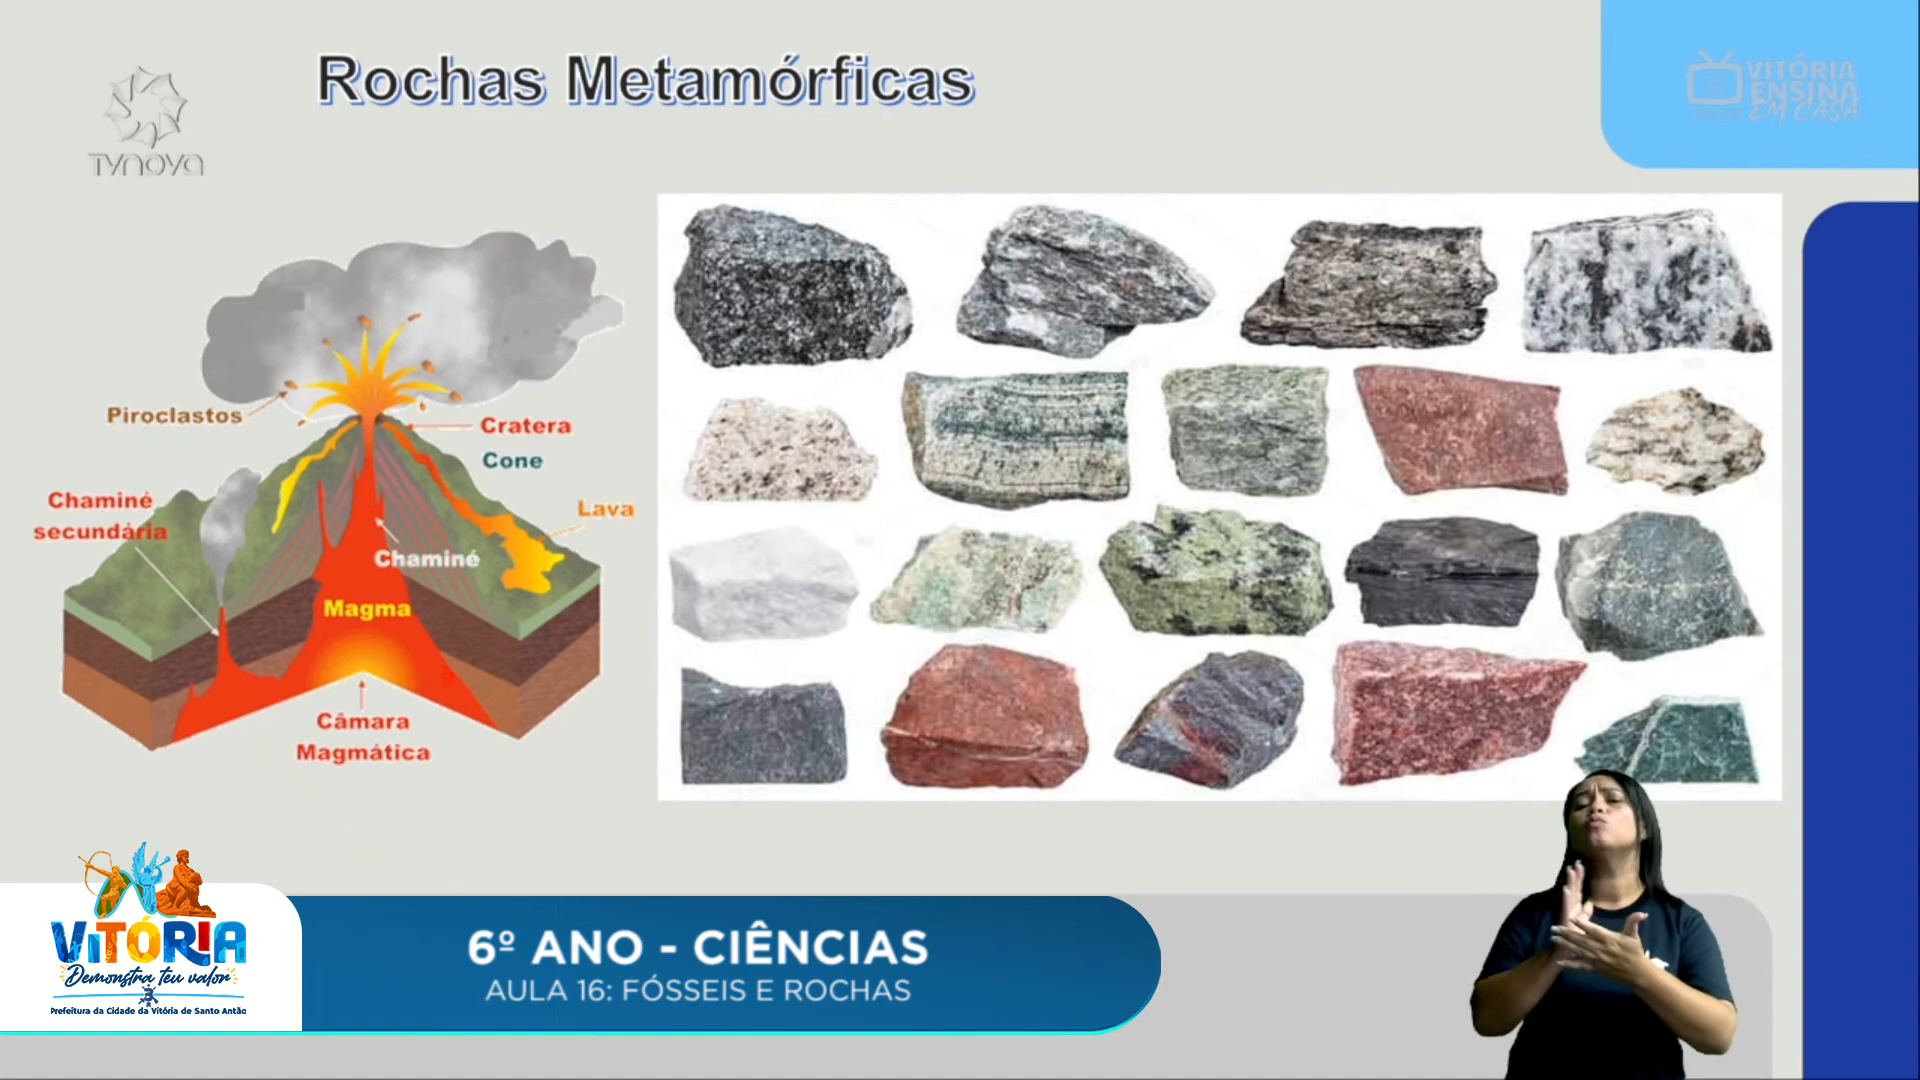 Rochas Metamórficas
TVNOVA
VITÓRIA
ENSINA
EM CASA
Piroclastos
Cratera
Cone
Chaminé
secundária
Lava
Chaminé
Magma
Câmara
Magmática
VITÓRIA
Demonstra teu valor
Prefeitura da Cidade da Vitória de Santo Antão
6º ANO - CIÊNCIAS
AULA 16: FÓSSEIS E ROCHAS